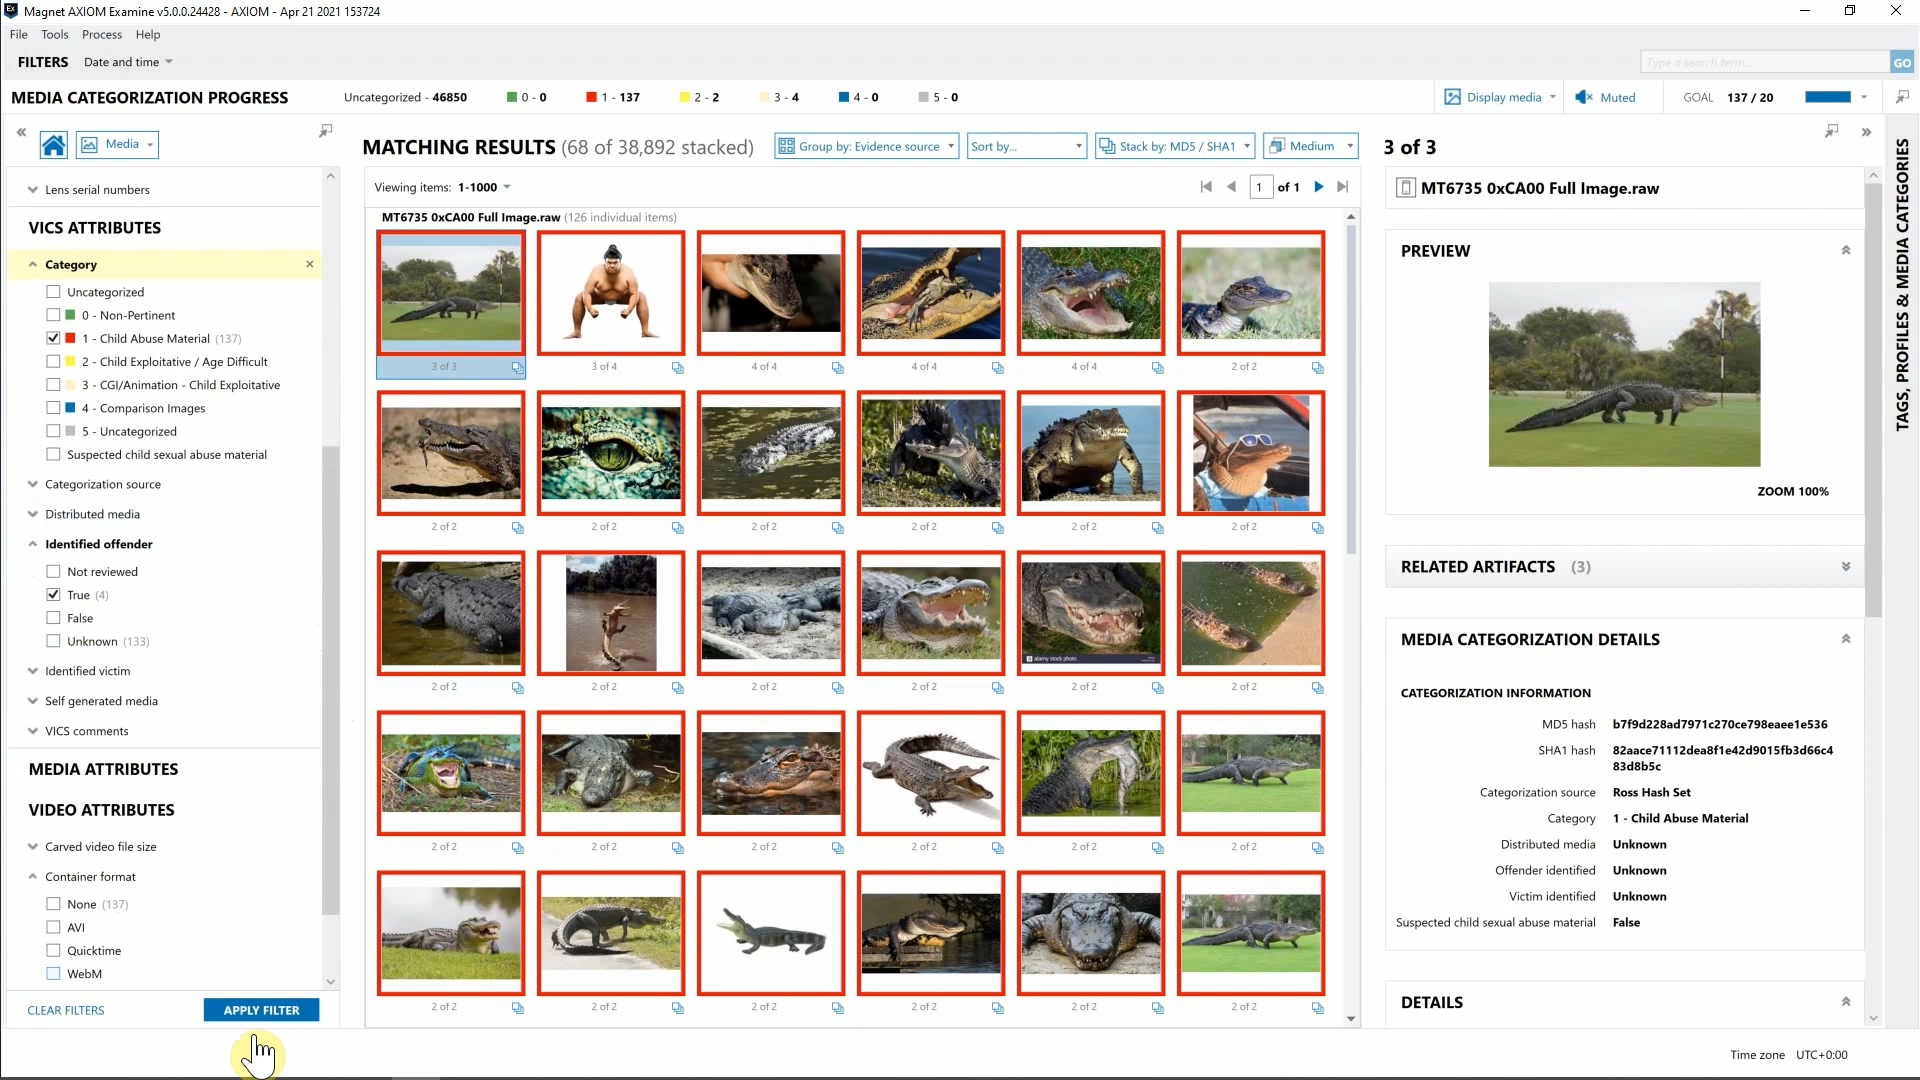 Magnet AXIOM Examine v5.0.0.24428 - AXIOM - Apr 21 2021 153724
File Tools Process Help
FILTERS Date and time
Type a search term... GO
MEDIA CATEGORIZATION PROGRESS Uncategorized - 46850 0 - 0 1 - 137 2 - 2 3 - 4 4 - 0 5 - 0 Display media Muted GOAL 137 / 20
Media
Lens serial numbers
VICS ATTRIBUTES
Category
Uncategorized
0 - Non-Pertinent
1 - Child Abuse Material (137)
2 - Child Exploitative / Age Difficult
3 - CGI/Animation - Child Exploitative
4 - Comparison Images
5 - Uncategorized
Suspected child sexual abuse material
Categorization source
Distributed media
Identified offender
Not reviewed
True (4)
False
Unknown (133)
Identified victim
Self generated media
VICS comments
MEDIA ATTRIBUTES
VIDEO ATTRIBUTES
Carved video file size
Container format
None (137)
AVI
Quicktime
WebM
CLEAR FILTERS APPLY FILTER
MATCHING RESULTS (68 of 38,892 stacked) Group by: Evidence source Sort by... Stack by: MD5 / SHA1 Medium
Viewing items: 1-1000 1 of 1
MT6735 0xCA00 Full Image.raw (126 individual items)
3 of 3 3 of 4 4 of 4 4 of 4 4 of 4 2 of 2
2 of 2 2 of 2 2 of 2 2 of 2 2 of 2 2 of 2
alamy stock photo
2 of 2 2 of 2 2 of 2 2 of 2 2 of 2 2 of 2
2 of 2 2 of 2 2 of 2 2 of 2 2 of 2 2 of 2
2 of 2 2 of 2 2 of 2 2 of 2 2 of 2 2 of 2
3 of 3
MT6735 0xCA00 Full Image.raw
PREVIEW
ZOOM 100%
RELATED ARTIFACTS (3)
MEDIA CATEGORIZATION DETAILS
CATEGORIZATION INFORMATION
MD5 hash b7f9d228ad7971c270ce798eaee1e536
SHA1 hash 82aace71112dea8f1e42d9015fb3d66c4
83d8b5c
Categorization source Ross Hash Set
Category 1 - Child Abuse Material
Distributed media Unknown
Offender identified Unknown
Victim identified Unknown
Suspected child sexual abuse material False
DETAILS
TAGS, PROFILES & MEDIA CATEGORIES
Time zone UTC+0:00